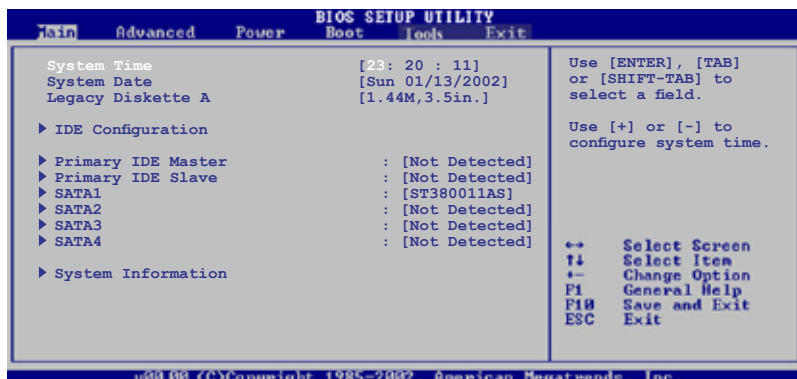 BIOS SETUP UTILITY
Main Advanced Power Boot Tools Exit
System Time [23: 20 : 11]
System Date [Sun 01/13/2002]
Legacy Diskette A [1.44M,3.5in.]
IDE Configuration
Primary IDE Master : [Not Detected]
Primary IDE Slave : [Not Detected]
SATA1 : [ST380011AS]
SATA2 : [Not Detected]
SATA3 : [Not Detected]
SATA4 : [Not Detected]
System Information
Use [ENTER], [TAB]
or [SHIFT-TAB] to
select a field.
Use [+] or [-] to
configure system time.
↔ Select Screen
↑↓ Select Item
+- Change Option
F1 General Help
F10 Save and Exit
ESC Exit
v00.00 (C)Copyright 1985-2002, American Megatrends, Inc.